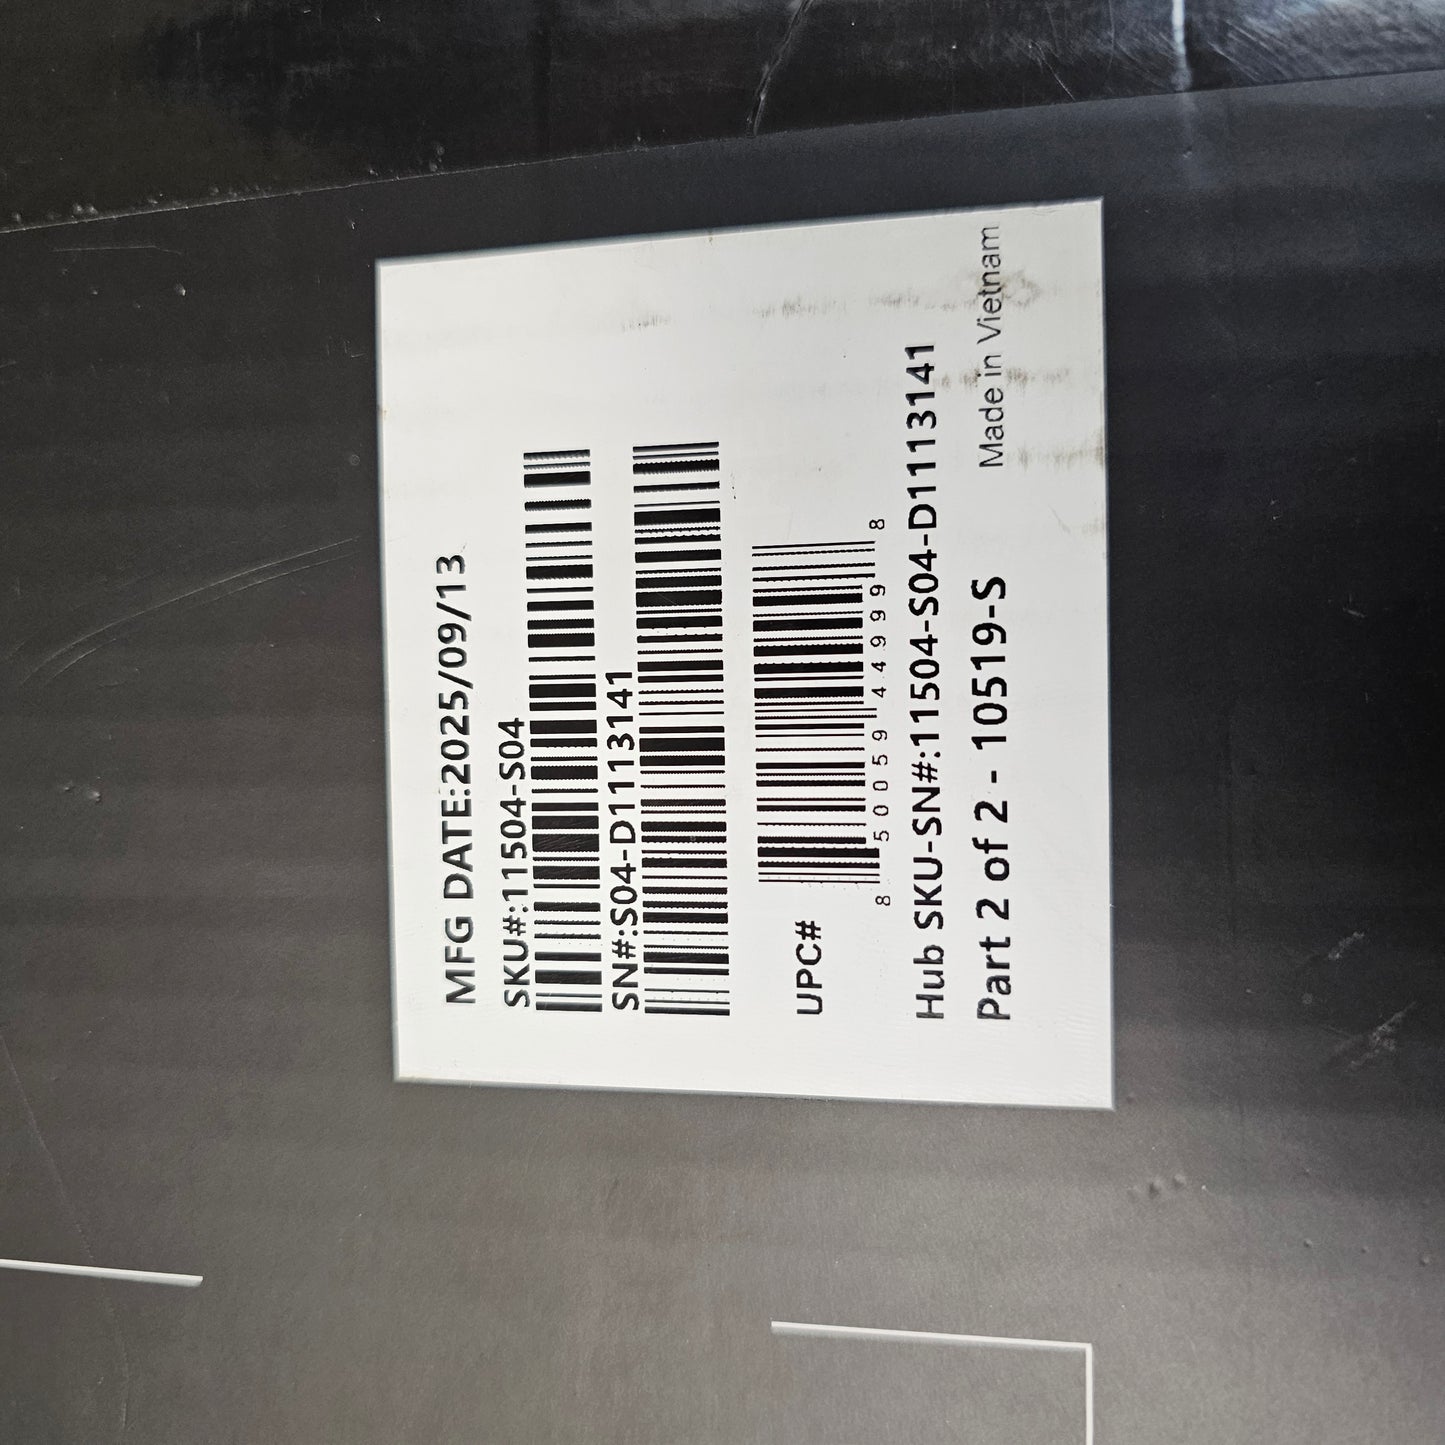 MFG DATE:2025/09/13
SKU#:11504-S04
SN#:S04-D1113141
UPC#
8 50059 44999 8
Hub SKU-SN#:11504-S04-D1113141
Part 2 of 2 - 10519-S
Made in Vietnam